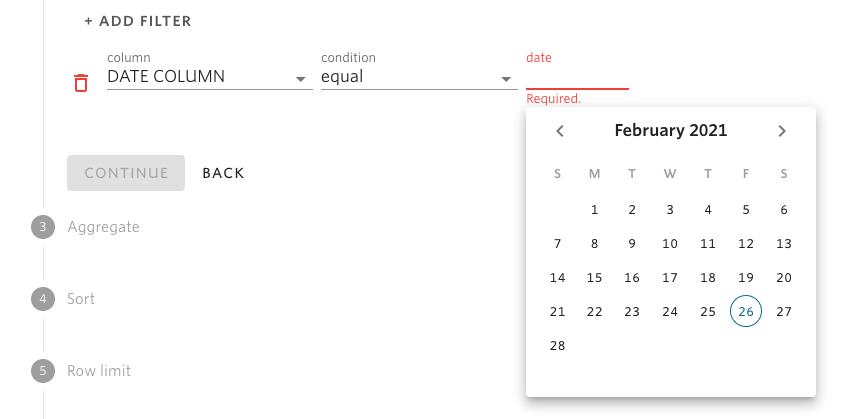 + ADD FILTER
column condition date
DATE COLUMN equal
Required.
February 2021
S M T W T F S
1 2 3 4 5 6
7 8 9 10 11 12 13
14 15 16 17 18 19 20
21 22 23 24 25 26 27
28
CONTINUE BACK
3 Aggregate
4 Sort
5 Row limit